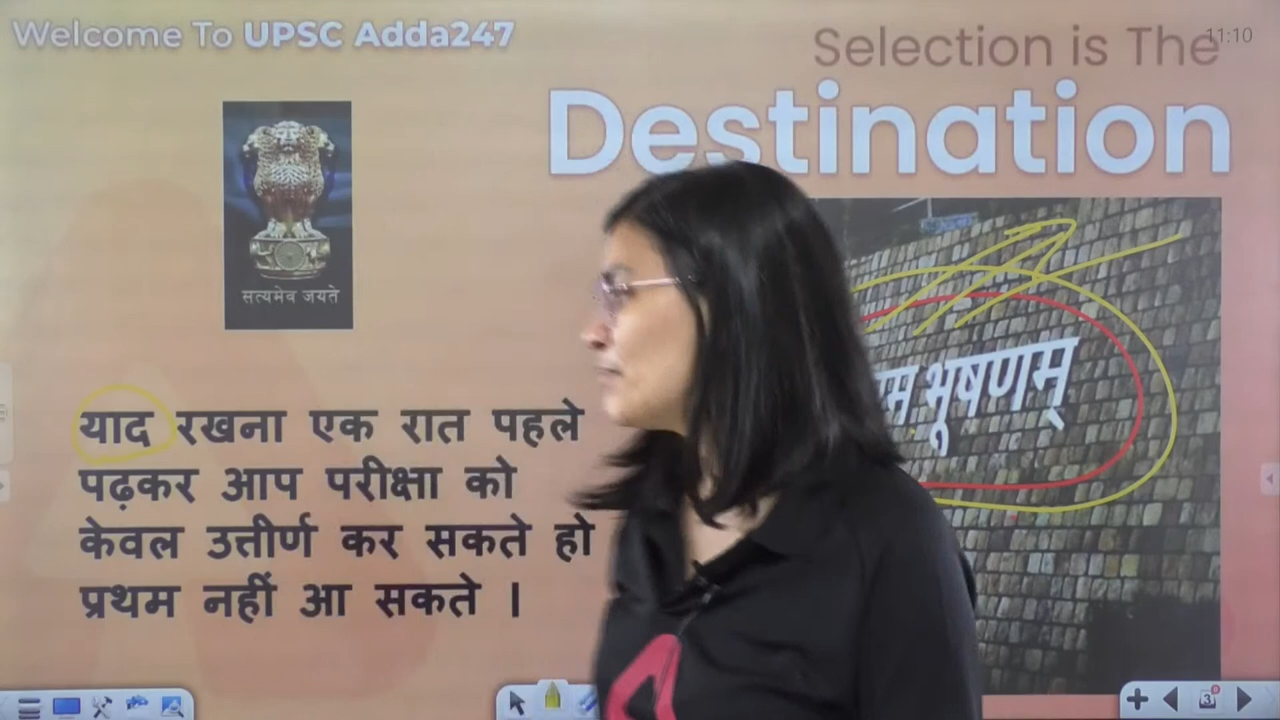 Welcome To UPSC Adda247
Selection is The
11:10
Destination
सत्यमेव जयते
भूषणम्
याद रखना एक रात पहले
पढ़कर आप परीक्षा को
केवल उत्तीर्ण कर सकते हो
प्रथम नहीं आ सकते ।